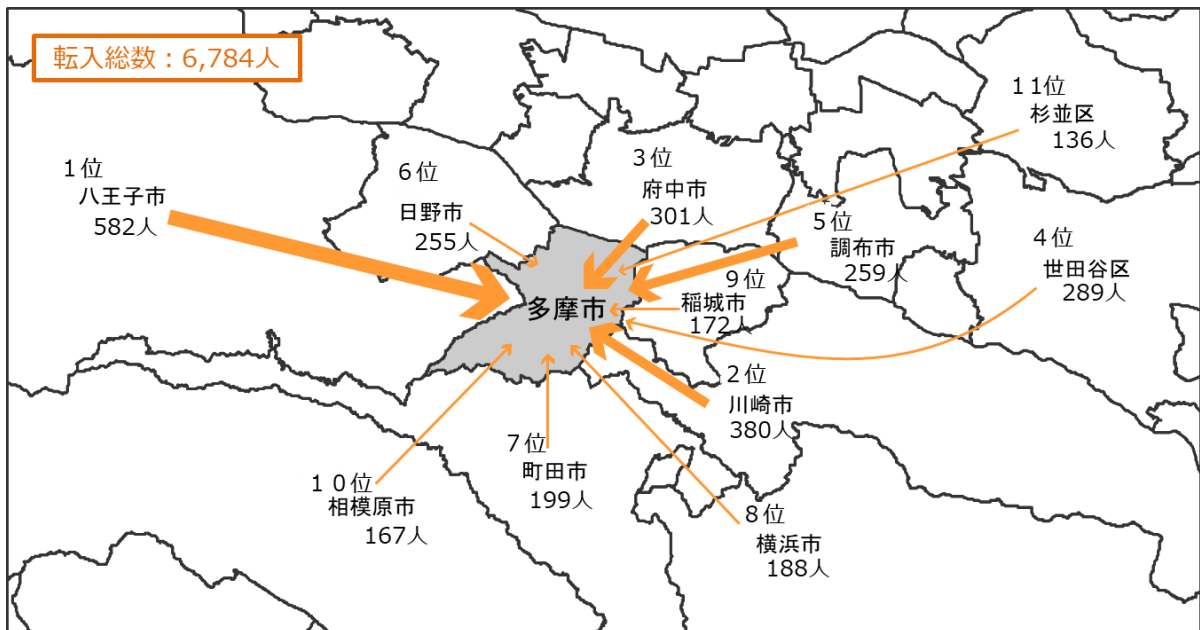 転入総数：6,784人
1位
八王子市
582人
6位
日野市
255人
3位
府中市
301人
11位
杉並区
136人
5位
調布市
259人
4位
世田谷区
289人
9位
稲城市
172人
多摩市
2位
川崎市
380人
7位
町田市
199人
10位
相模原市
167人
8位
横浜市
188人